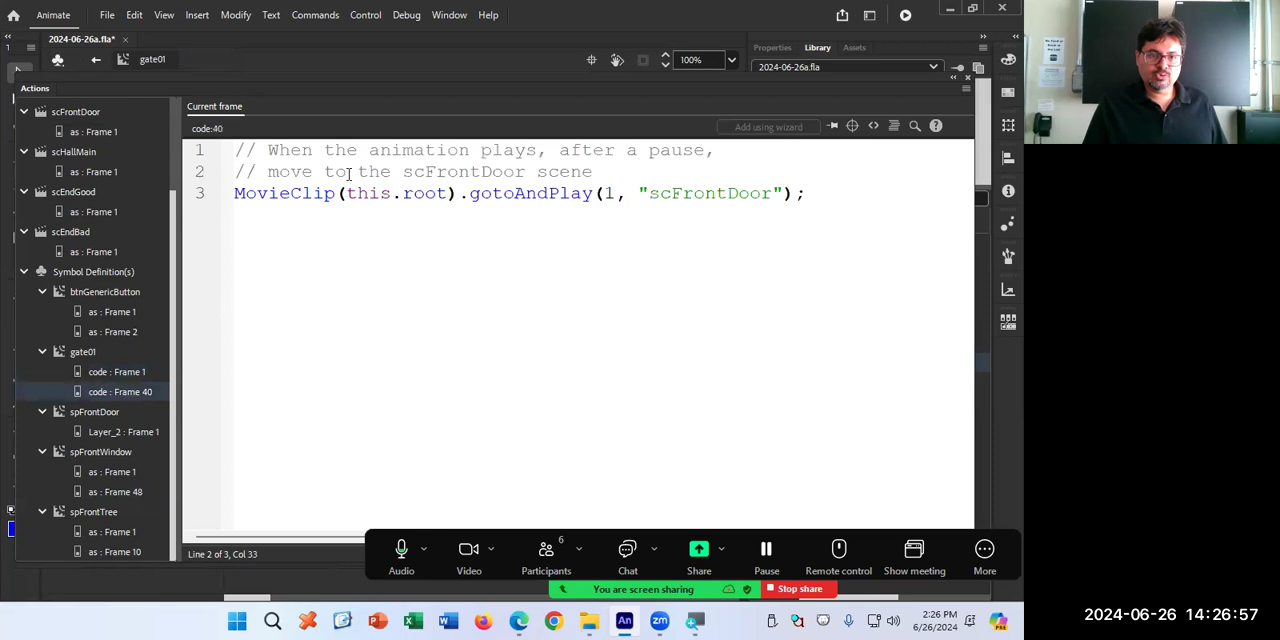 Animate File Edit View Insert Modify Text Commands Control Debug Window Help
2024-06-26a.fla* ×
gate01 100%
Properties Library Assets
2024-06-26a.fla
Actions
Current frame
code:40 Add using wizard
scFrontDoor
as : Frame 1
scHallMain
as : Frame 1
scEndGood
as : Frame 1
scEndBad
as : Frame 1
Symbol Definition(s)
btnGenericButton
as : Frame 1
as : Frame 2
gate01
code : Frame 1
code : Frame 40
spFrontDoor
Layer_2 : Frame 1
spFrontWindow
as : Frame 1
as : Frame 48
spFrontTree
as : Frame 1
as : Frame 10
1 // When the animation plays, after a pause,
2 // move to the scFrontDoor scene
3 MovieClip(this.root).gotoAndPlay(1, "scFrontDoor");
Line 2 of 3, Col 33
6
Audio Video Participants Chat Share Pause Remote control Show meeting More
You are screen sharing Stop share
2:26 PM
6/26/2024
2024-06-26 14:26:57